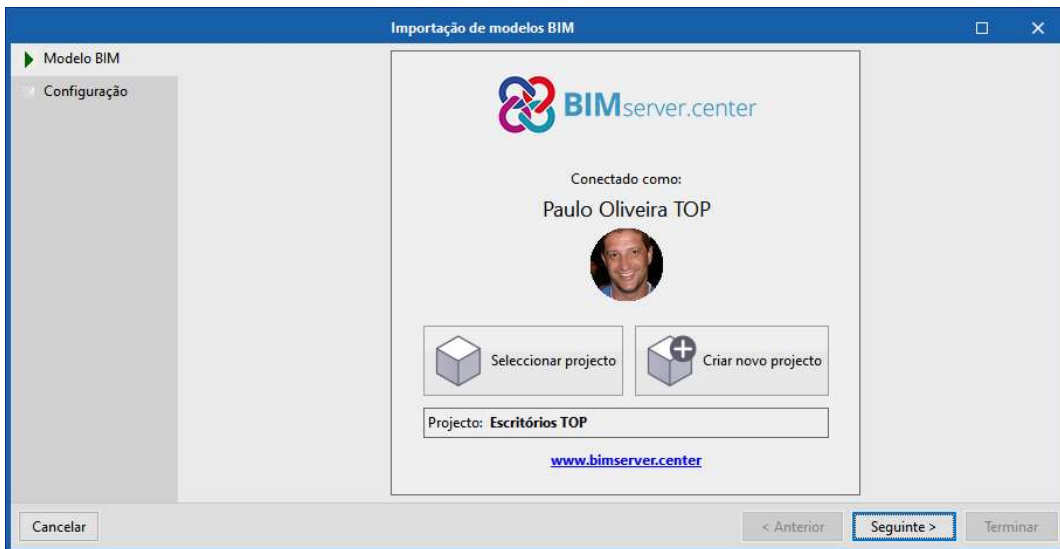 Importação de modelos BIM
Modelo BIM
Configuração
BIMserver.center
Conectado como:
Paulo Oliveira TOP
Seleccionar projecto
Criar novo projecto
Projecto: Escritórios TOP
www.bimserver.center
Cancelar
< Anterior
Seguinte >
Terminar